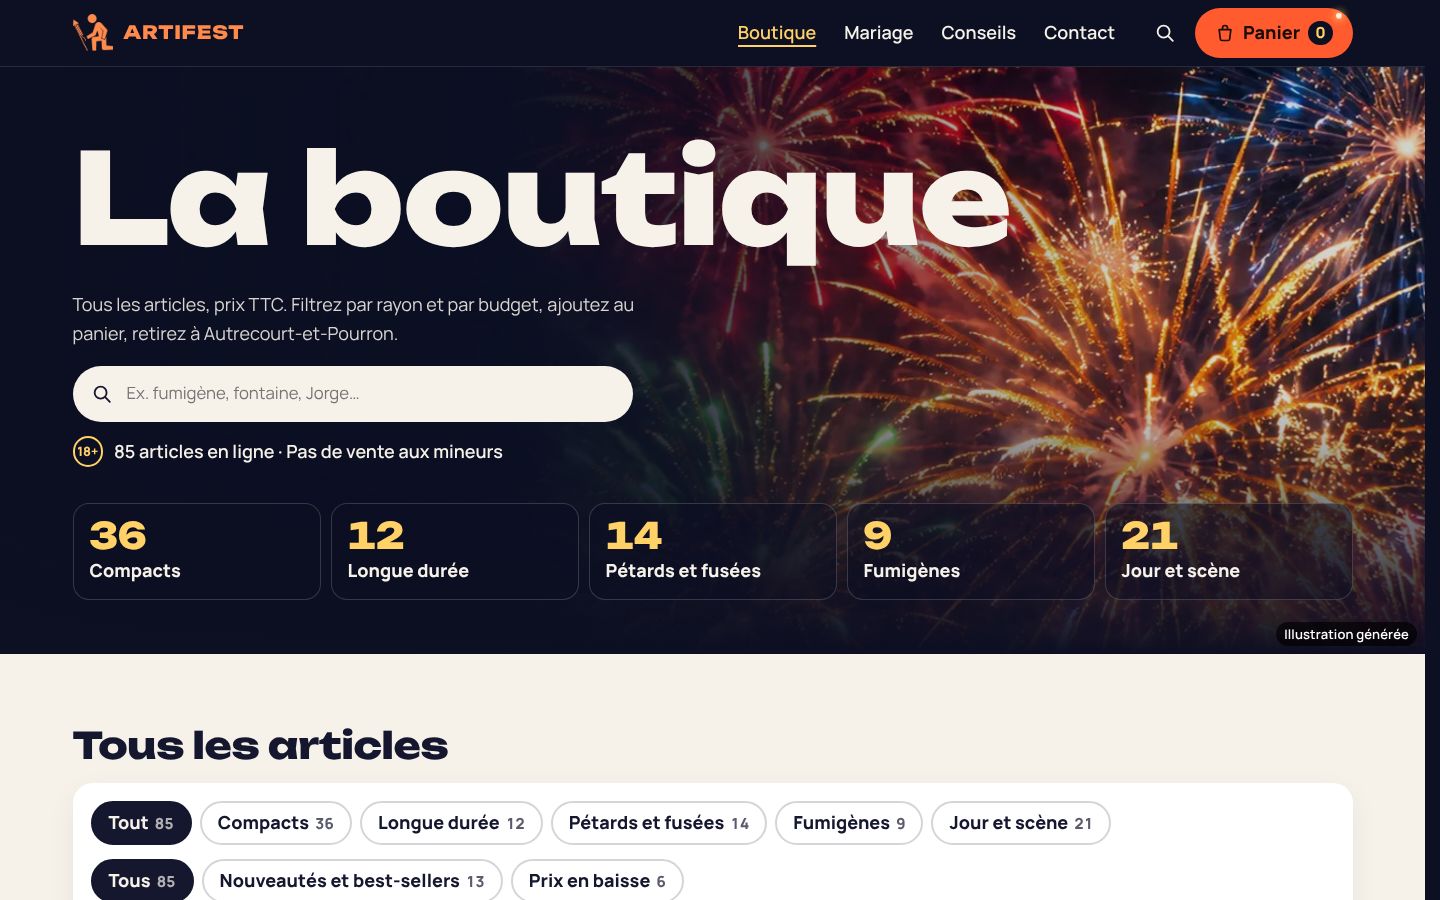 ARTIFEST
Boutique
Mariage
Conseils
Contact
Panier 0
La boutique
Tous les articles, prix TTC. Filtrez par rayon et par budget, ajoutez au
panier, retirez à Autrecourt-et-Pourron.
Ex. fumigène, fontaine, Jorge…
18+ 85 articles en ligne · Pas de vente aux mineurs
36
Compacts
12
Longue durée
14
Pétards et fusées
9
Fumigènes
21
Jour et scène
Illustration générée
Tous les articles
Tout 85
Compacts 36
Longue durée 12
Pétards et fusées 14
Fumigènes 9
Jour et scène 21
Tous 85
Nouveautés et best-sellers 13
Prix en baisse 6